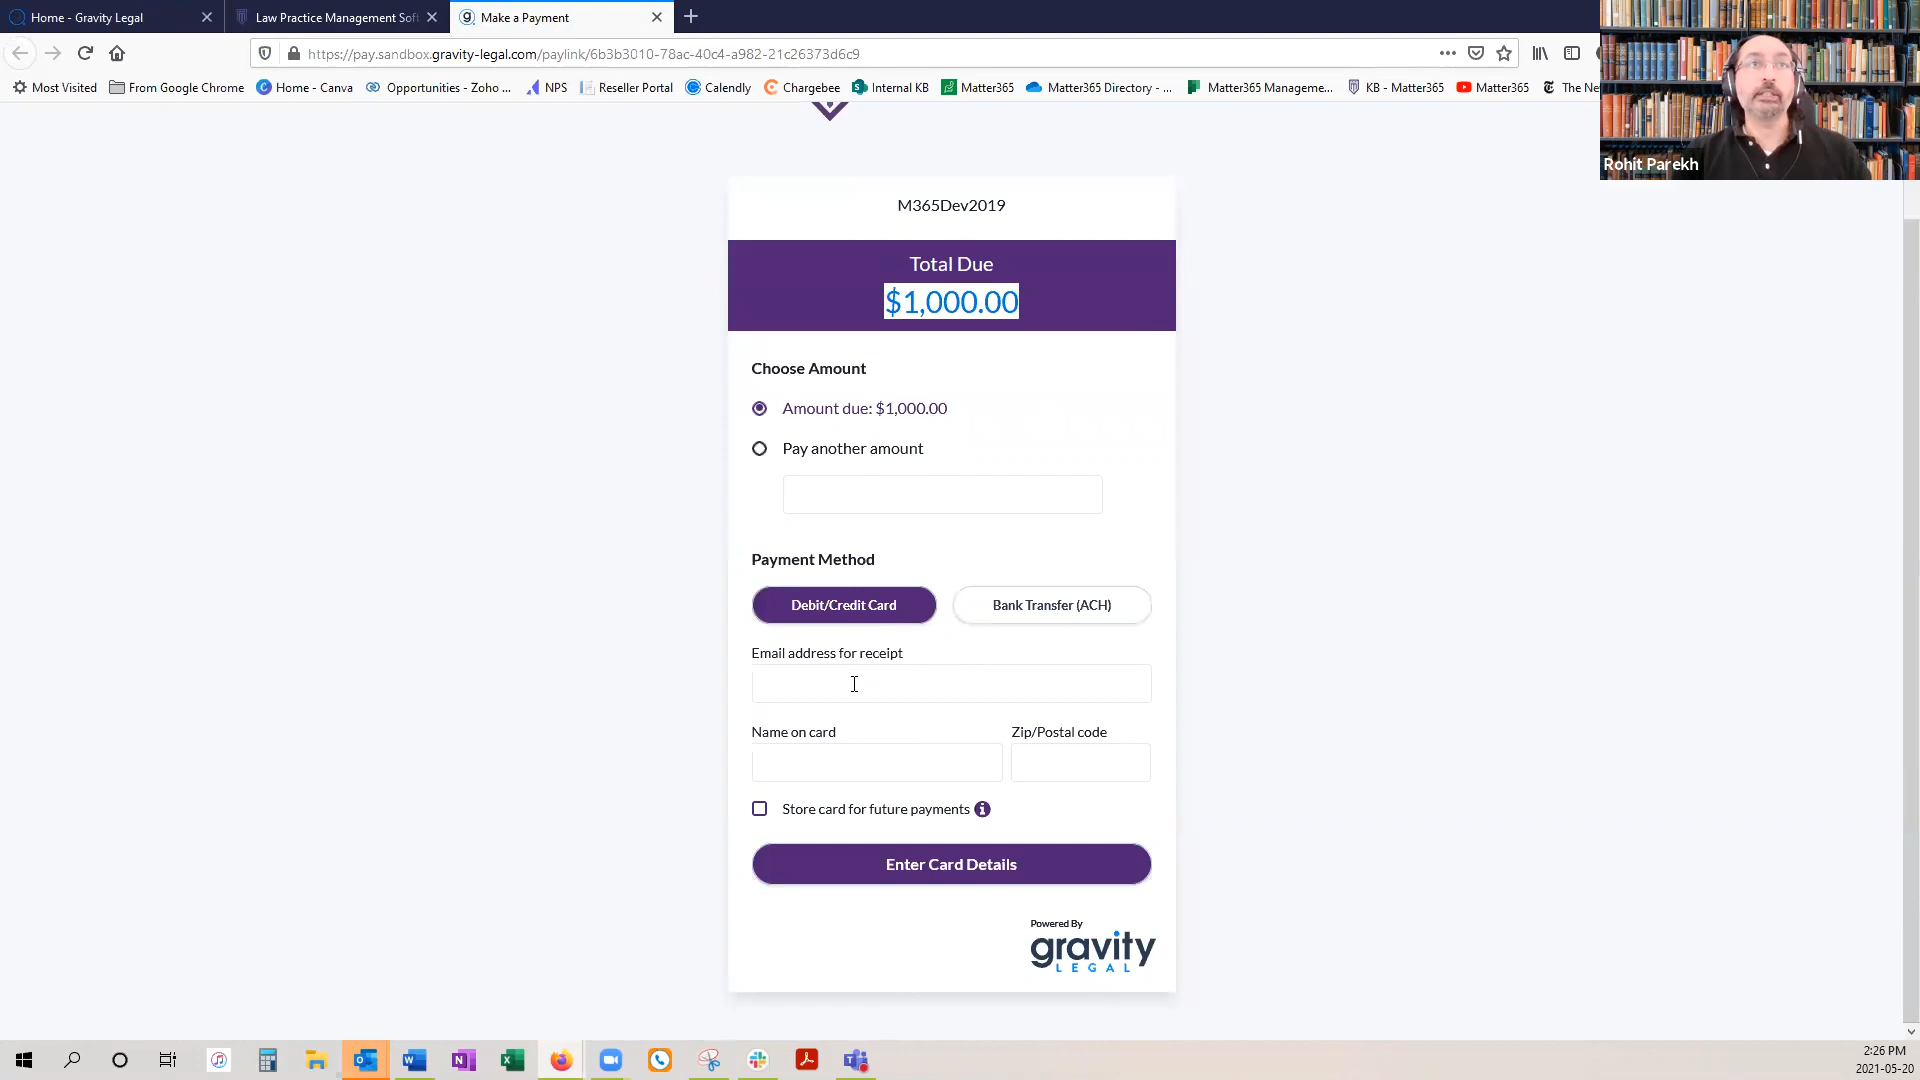 Home - Gravity Legal
Law Practice Management Soft
Make a Payment
https://pay.sandbox.gravity-legal.com/paylink/6b3b3010-78ac-40c4-a982-21c26373d6c9
Most Visited
From Google Chrome
Home - Canva
Opportunities - Zoho ...
NPS
Reseller Portal
Calendly
Chargebee
Internal KB
Matter365
Matter365 Directory - ...
Matter365 Manageme...
KB - Matter365
Matter365
The Ne
Rohit Parekh
M365Dev2019
Total Due
$1,000.00
Choose Amount
Amount due: $1,000.00
Pay another amount
Payment Method
Debit/Credit Card
Bank Transfer (ACH)
Email address for receipt
Name on card
Zip/Postal code
Store card for future payments
Enter Card Details
Powered By
gravity
LEGAL
2:26 PM
2021-05-20